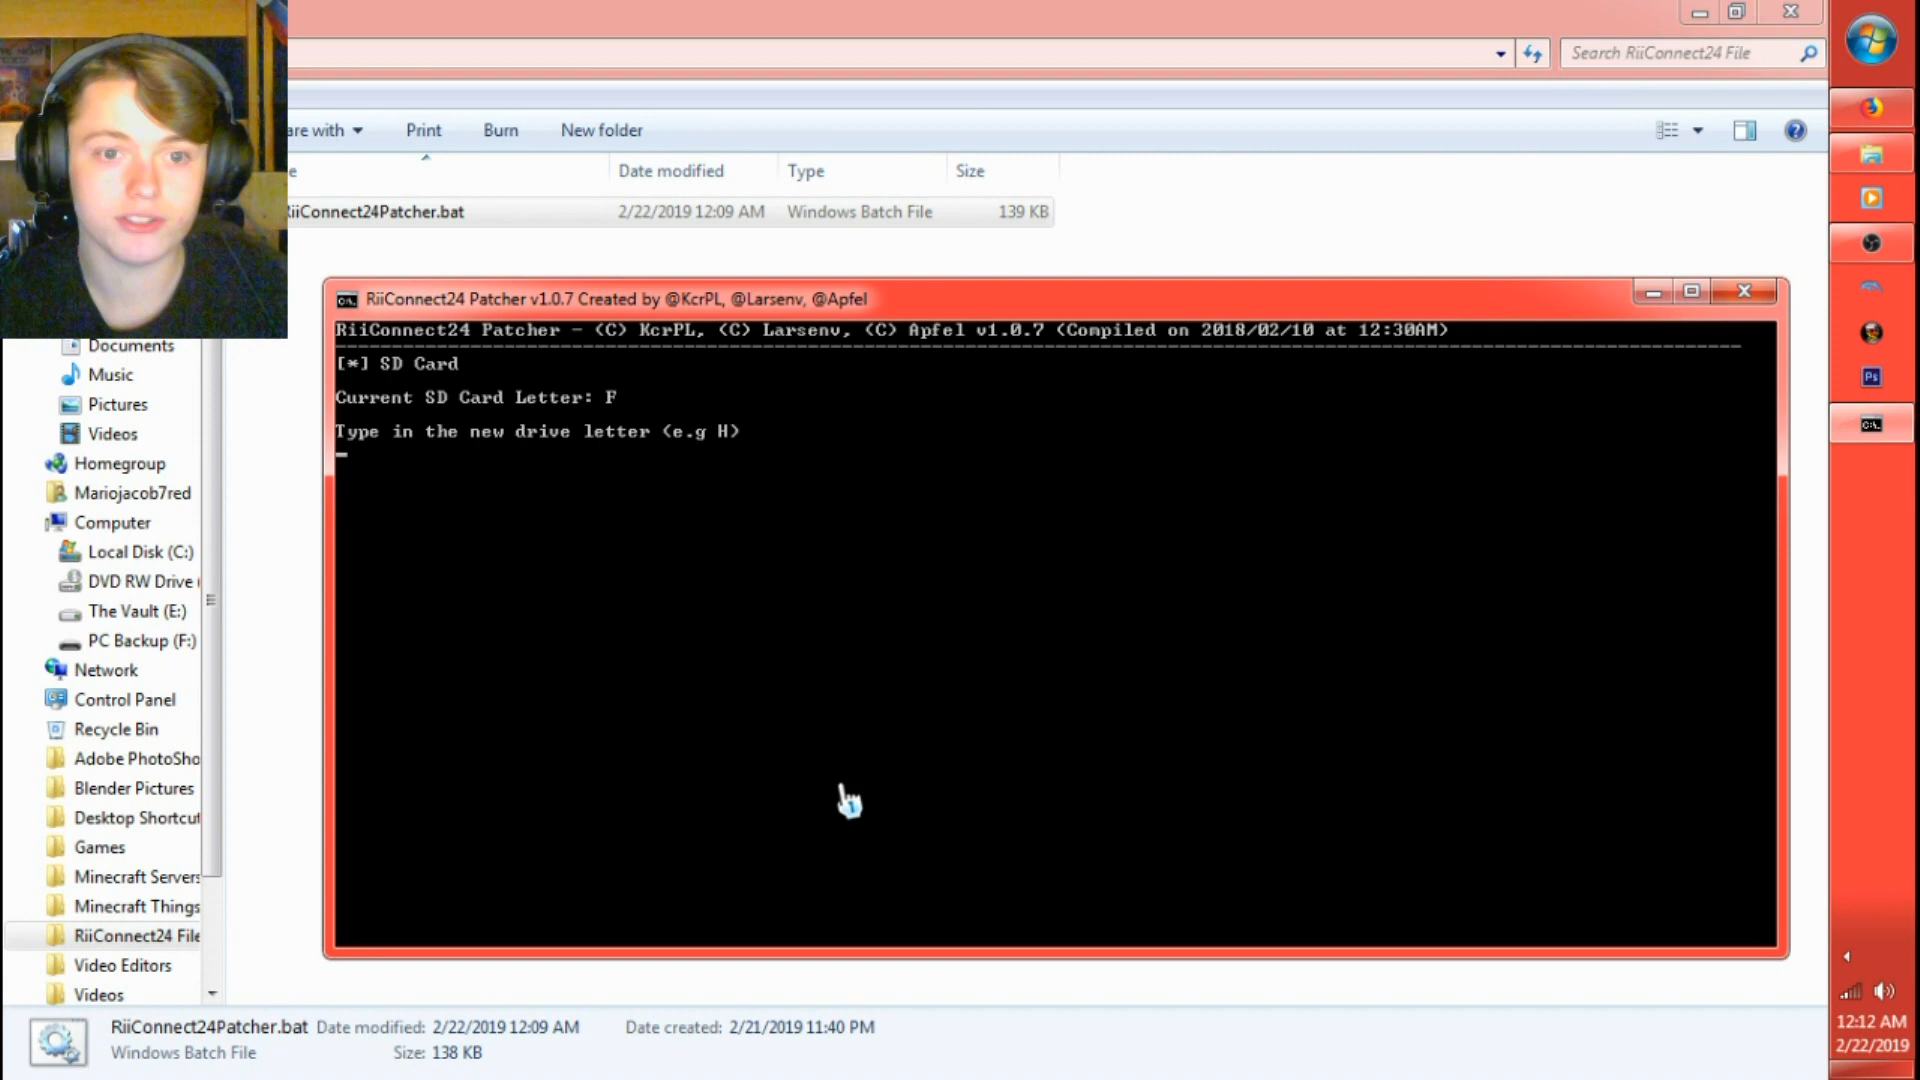 Search RiiConnect24 File
are with Print Burn New folder
e Date modified Type Size
RiiConnect24Patcher.bat 2/22/2019 12:09 AM Windows Batch File 139 KB
RiiConnect24 Patcher v1.0.7 Created by @KcrPL, @Larsenv, @Apfel
RiiConnect24 Patcher - (C) KcrPL, (C) Larsenv, (C) Apfel v1.0.7 (Compiled on 2018/02/10 at 12:30AM)
[*] SD Card
Current SD Card Letter: F
Type in the new drive letter (e.g H)
Documents
Music
Pictures
Videos
Homegroup
Mariojacob7red
Computer
Local Disk (C:)
DVD RW Drive (
The Vault (E:)
PC Backup (F:)
Network
Control Panel
Recycle Bin
Adobe PhotoSho
Blender Pictures
Desktop Shortcut
Games
Minecraft Servers
Minecraft Things
RiiConnect24 File
Video Editors
Videos
RiiConnect24Patcher.bat Date modified: 2/22/2019 12:09 AM Date created: 2/21/2019 11:40 PM
Windows Batch File Size: 138 KB
Ps
C:\.
12:12 AM
2/22/2019